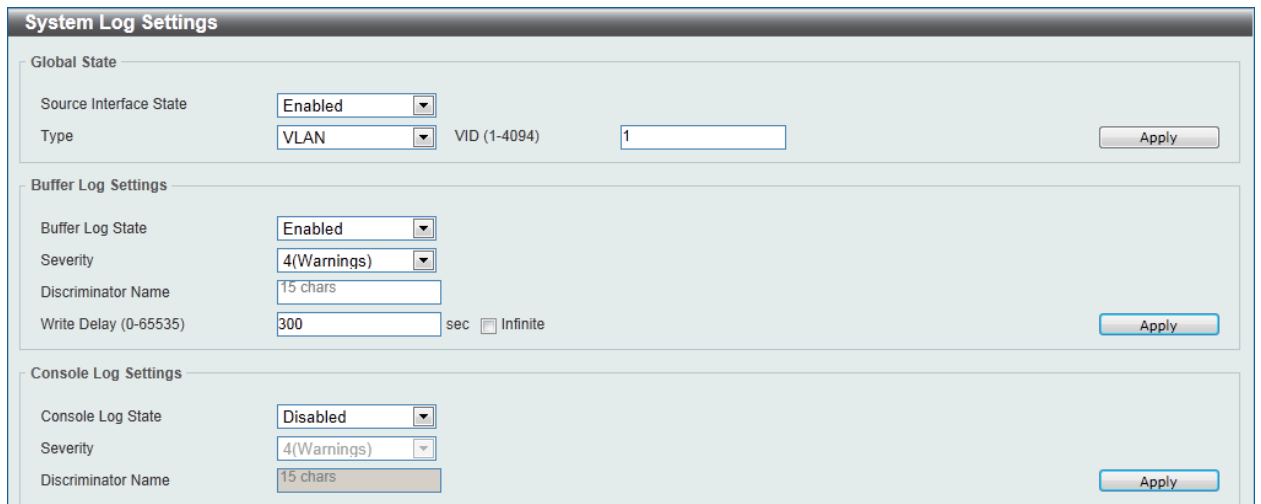 System Log Settings
Global State
Source Interface State Enabled
Type VLAN VID (1-4094) 1 Apply
Buffer Log Settings
Buffer Log State Enabled
Severity 4(Warnings)
Discriminator Name 15 chars
Write Delay (0-65535) 300 sec Infinite Apply
Console Log Settings
Console Log State Disabled
Severity 4(Warnings)
Discriminator Name 15 chars Apply